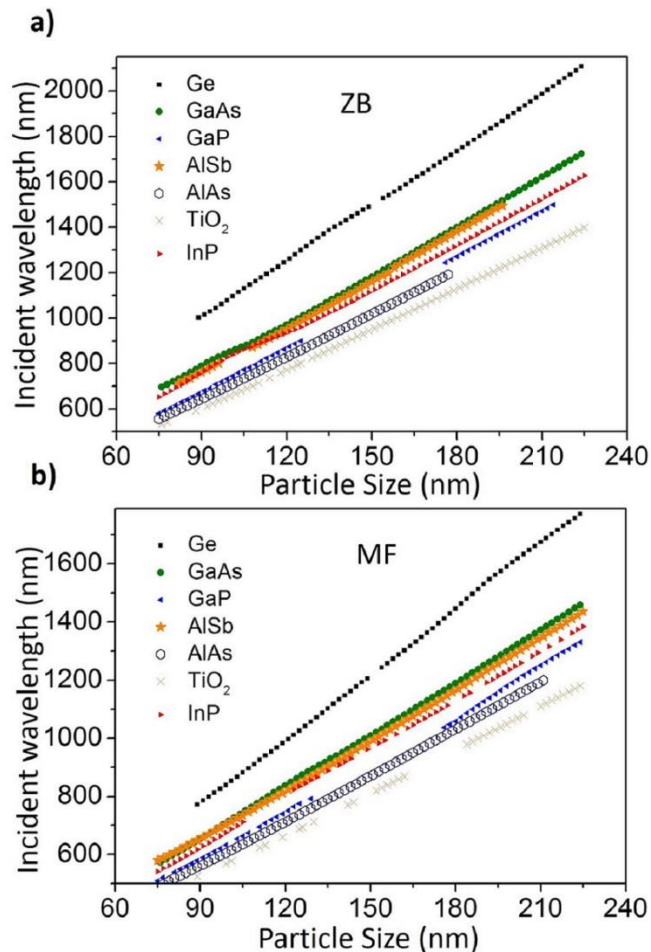 a)
2000
1800
1600
1400
1200
1000
800
600
Incident wavelength (nm)
Ge
GaAs
GaP
AlSb
AlAs
TiO2
InP
ZB
60 90 120 150 180 210 240
Particle Size (nm)
b)
1600
1400
1200
1000
800
600
Incident wavelength (nm)
Ge
GaAs
GaP
AlSb
AlAs
TiO2
InP
MF
60 90 120 150 180 210 240
Particle Size (nm)